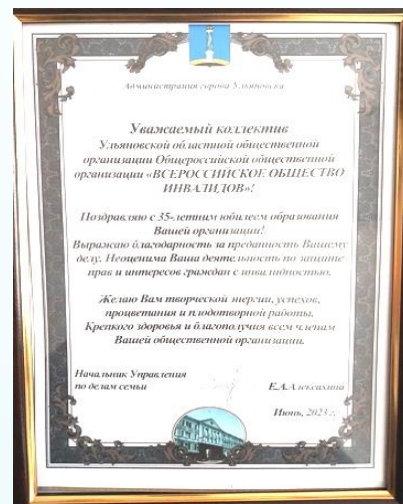 Администрация города Ульяновска
Уважаемый коллектив
Ульяновской областной общественной
организации Общероссийской общественной
организации «ВСЕРОССИЙСКОЕ ОБЩЕСТВО
ИНВАЛИДОВ»!
Поздравляю с 35-летним юбилеем образования
Вашей организации!
Выражаю благодарность за преданность Вашему
делу. Неоценима Ваша деятельность по защите
прав и интересов граждан с инвалидностью.
Желаю Вам творческой энергии, успехов,
процветания и плодотворной работы.
Крепкого здоровья и благополучия всем членам
Вашей общественной организации.
Начальник Управления
по делам семьи
Е.А.Алексахина
Июнь, 2023 г.